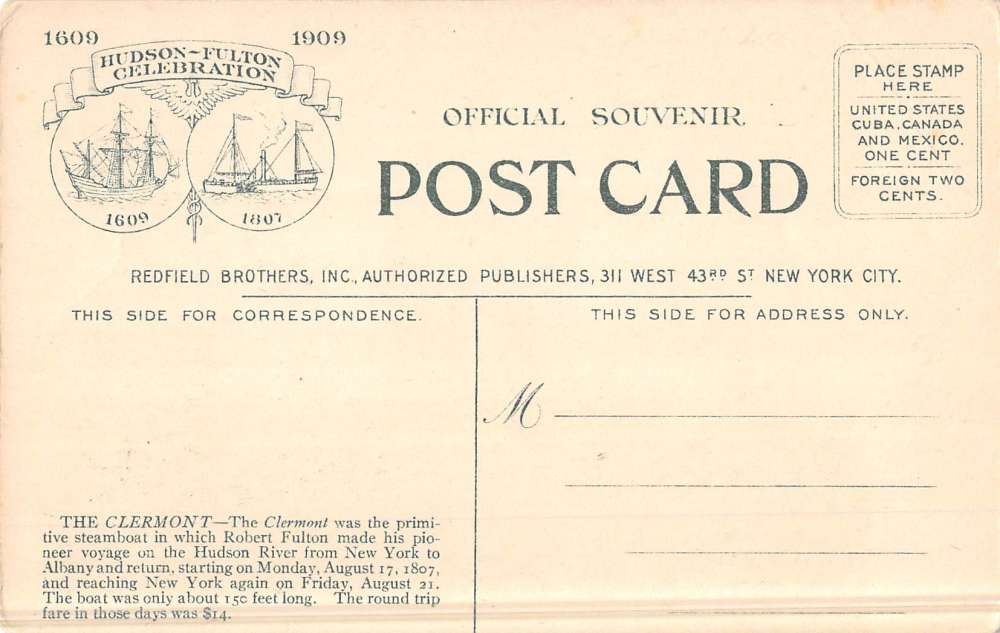 1609 1909
HUDSON-FULTON
CELEBRATION
1609
1807
OFFICIAL SOUVENIR
POST CARD
PLACE STAMP
HERE
UNITED STATES
CUBA, CANADA
AND MEXICO.
ONE CENT
FOREIGN TWO
CENTS.
REDFIELD BROTHERS, INC., AUTHORIZED PUBLISHERS, 311 WEST 43RD ST NEW YORK CITY.
THIS SIDE FOR CORRESPONDENCE.
THIS SIDE FOR ADDRESS ONLY.
M
THE CLERMONT—The Clermont was the primi-
tive steamboat in which Robert Fulton made his pio-
neer voyage on the Hudson River from New York to
Albany and return, starting on Monday, August 17, 1807,
and reaching New York again on Friday, August 21.
The boat was only about 150 feet long. The round trip
fare in those days was $14.